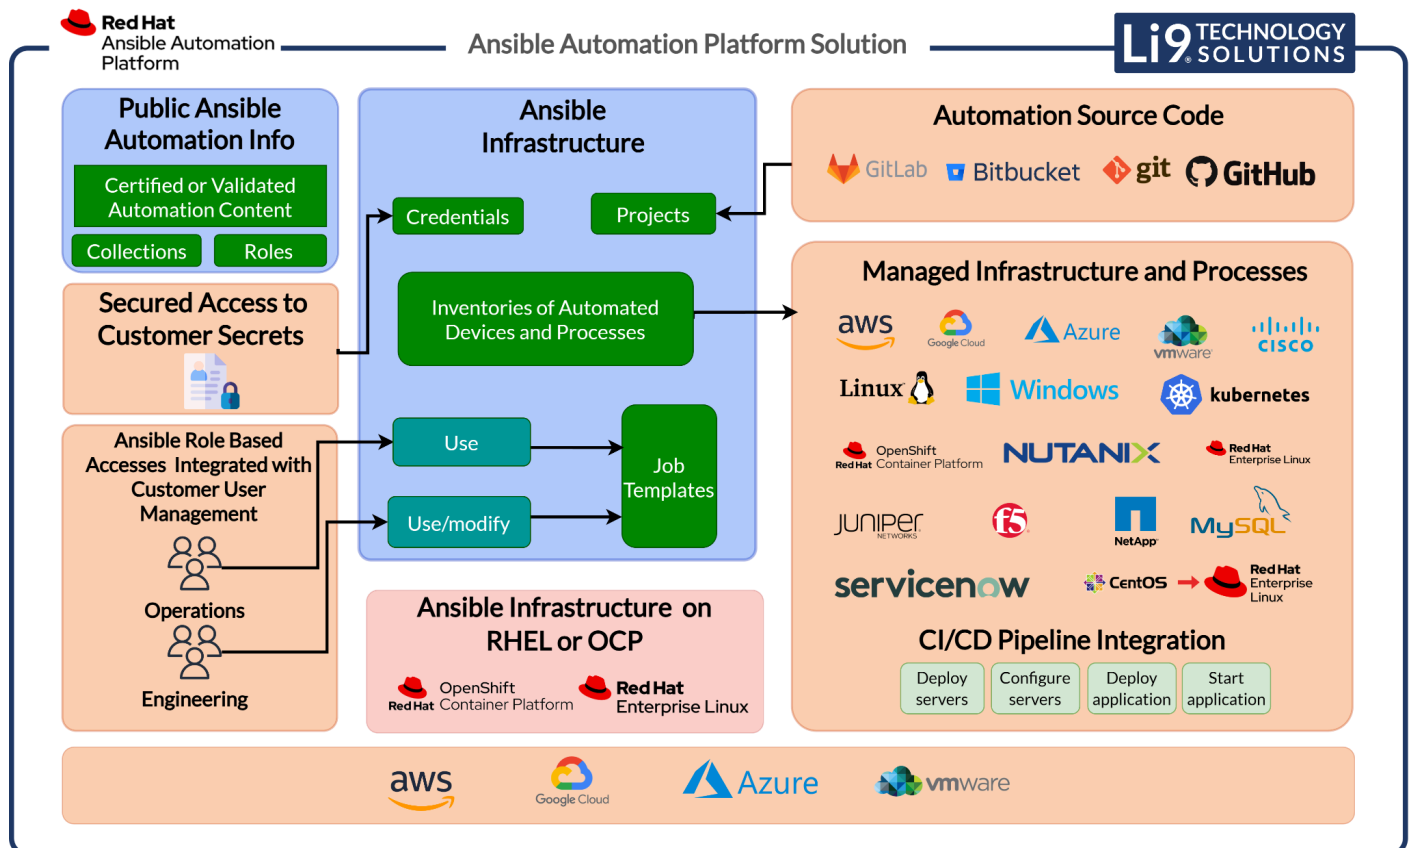 Red Hat
Ansible Automation
Platform
Ansible Automation Platform Solution
Li9® TECHNOLOGY
SOLUTIONS
Public Ansible
Automation Info
Certified or Validated
Automation Content
Collections
Roles
Secured Access to
Customer Secrets
Ansible Role Based
Accesses Integrated with
Customer User
Management
Operations
Engineering
Ansible
Infrastructure
Credentials
Projects
Inventories of Automated
Devices and Processes
Use
Use/modify
Job
Templates
Ansible Infrastructure on
RHEL or OCP
Red Hat
OpenShift
Container Platform
Red Hat
Enterprise Linux
Automation Source Code
GitLab
Bitbucket
git
GitHub
Managed Infrastructure and Processes
aws
Google Cloud
Azure
vmware
CISCO
Linux
Windows
kubernetes
Red Hat
OpenShift
Container Platform
NUTANIX
Red Hat
Enterprise Linux
JUNIPER
NETWORKS
f5
NetApp
MySQL
servicenow
CentOS
Red Hat
Enterprise
Linux
CI/CD Pipeline Integration
Deploy
servers
Configure
servers
Deploy
application
Start
application
aws
Google Cloud
Azure
vmware